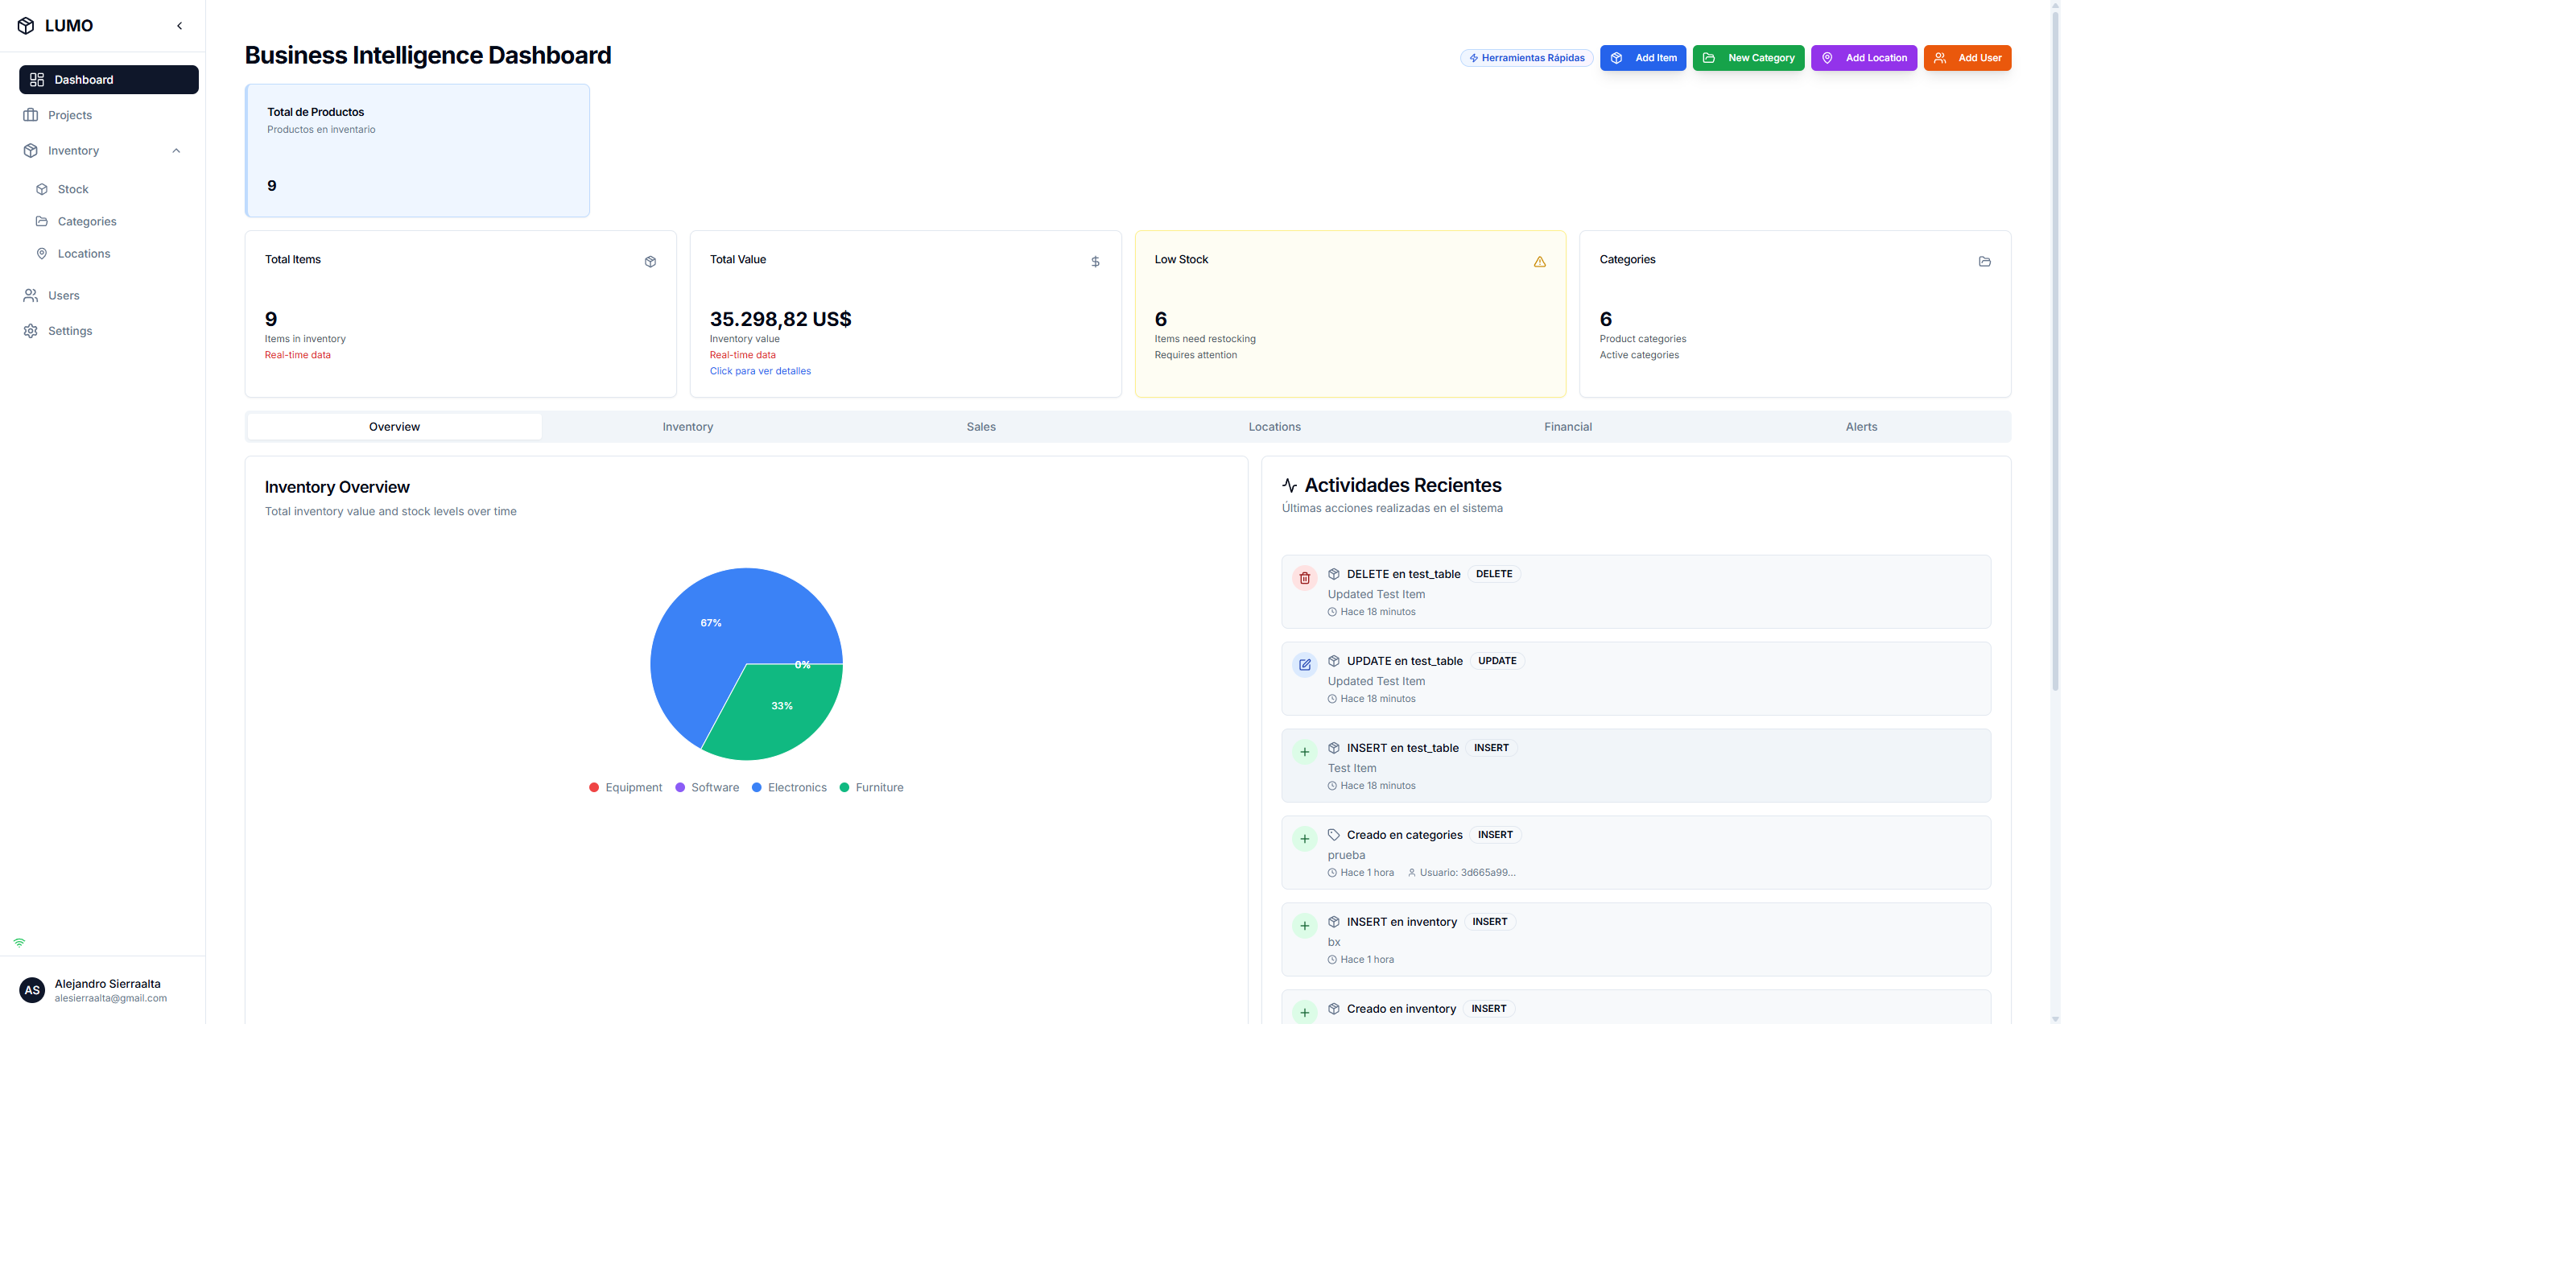 LUMO
Dashboard
Projects
Inventory
Stock
Categories
Locations
Users
Settings
AS
Alejandro Sierraalta
alesierraalta@gmail.com
Business Intelligence Dashboard
Herramientas Rápidas
Add Item
New Category
Add Location
Add User
Total de Productos
Productos en inventario
9
Total Items
9
Items in inventory
Real-time data
Total Value
$
35.298,82 US$
Inventory value
Real-time data
Click para ver detalles
Low Stock
6
Items need restocking
Requires attention
Categories
6
Product categories
Active categories
Overview
Inventory
Sales
Locations
Financial
Alerts
Inventory Overview
Total inventory value and stock levels over time
67%
0%
33%
Equipment
Software
Electronics
Furniture
Actividades Recientes
Últimas acciones realizadas en el sistema
DELETE en test_table DELETE
Updated Test Item
Hace 18 minutos
UPDATE en test_table UPDATE
Updated Test Item
Hace 18 minutos
INSERT en test_table INSERT
Test Item
Hace 18 minutos
Creado en categories INSERT
prueba
Hace 1 hora Usuario: 3d665a99...
INSERT en inventory INSERT
bx
Hace 1 hora
Creado en inventory INSERT